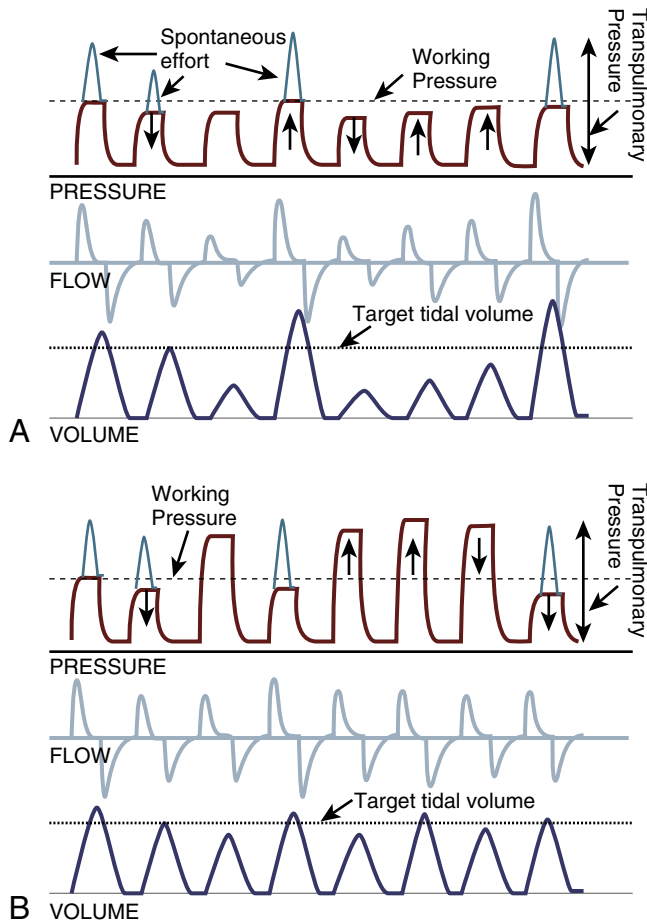 Spontaneous
effort
Working
Pressure
Transpulmonary
Pressure
PRESSURE
FLOW
Target tidal volume
A
VOLUME
Working
Pressure
Transpulmonary
Pressure
PRESSURE
FLOW
Target tidal volume
B
VOLUME